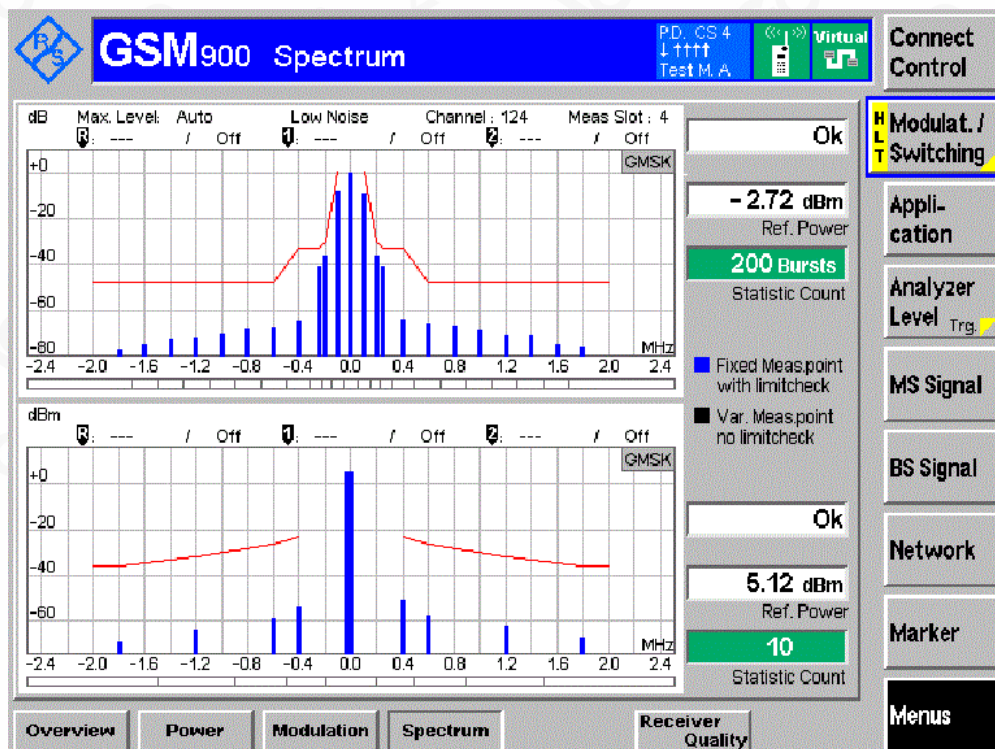 R/S
GSM900 Spectrum
PD. CS 4
↓ ↑↑↑↑
Test M. A
Virtual
Connect
Control
dB Max. Level: Auto Low Noise Channel : 124 Meas Slot : 4
R: --- / Off 1: --- / Off 2: --- / Off
GMSK
+0
-20
-40
-60
-80
MHz
-2.4 -2.0 -1.6 -1.2 -0.8 -0.4 0.0 0.4 0.8 1.2 1.6 2.0 2.4
Ok
-2.72 dBm
Ref. Power
200 Bursts
Statistic Count
Fixed Meas.point
with limitcheck
Var. Meas.point
no limitcheck
dBm
R: --- / Off 1: --- / Off 2: --- / Off
GMSK
+0
-20
-40
-60
MHz
-2.4 -2.0 -1.6 -1.2 -0.8 -0.4 0.0 0.4 0.8 1.2 1.6 2.0 2.4
Ok
5.12 dBm
Ref. Power
10
Statistic Count
HLT
Modulat. /
Switching
Appli-
cation
Analyzer
Level Trg.
MS Signal
BS Signal
Network
Marker
Menus
Overview
Power
Modulation
Spectrum
Receiver
Quality